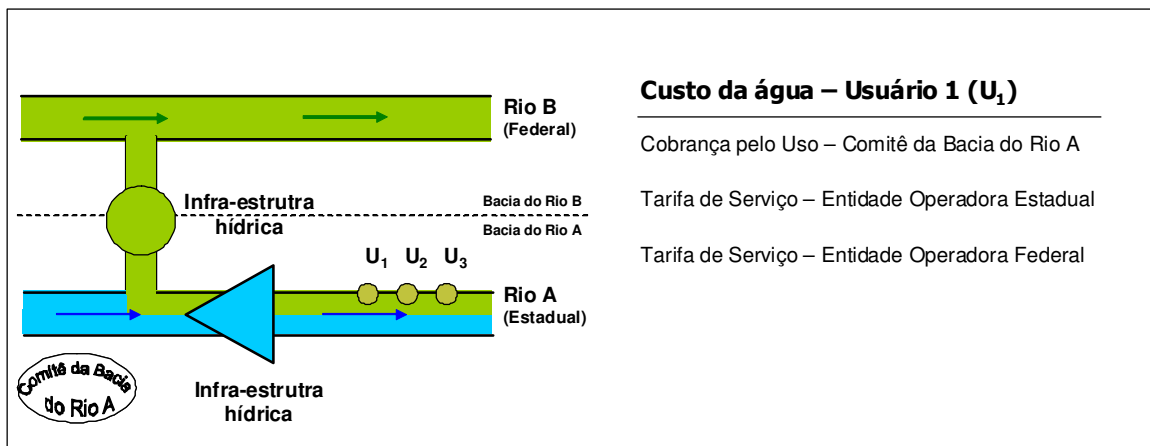 Rio B
(Federal)
Infra-estrutra
hídrica
Bacia do Rio B
Bacia do Rio A
U1 U2 U3
Rio A
(Estadual)
Infra-estrutra
hídrica
Comitê da Bacia
do Rio A
Custo da água – Usuário 1 (U1)
Cobrança pelo Uso – Comitê da Bacia do Rio A
Tarifa de Serviço – Entidade Operadora Estadual
Tarifa de Serviço – Entidade Operadora Federal